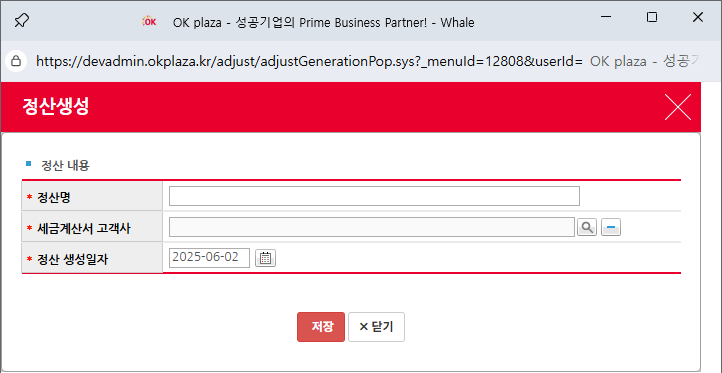 OK OK plaza - 성공기업의 Prime Business Partner! - Whale
https://devadmin.okplaza.kr/adjust/adjustGenerationPop.sys?_menuId=12808&userId= OK plaza - 성공기
정산생성
정산 내용
* 정산명
* 세금계산서 고객사
* 정산 생성일자 2025-06-02
저장 × 닫기